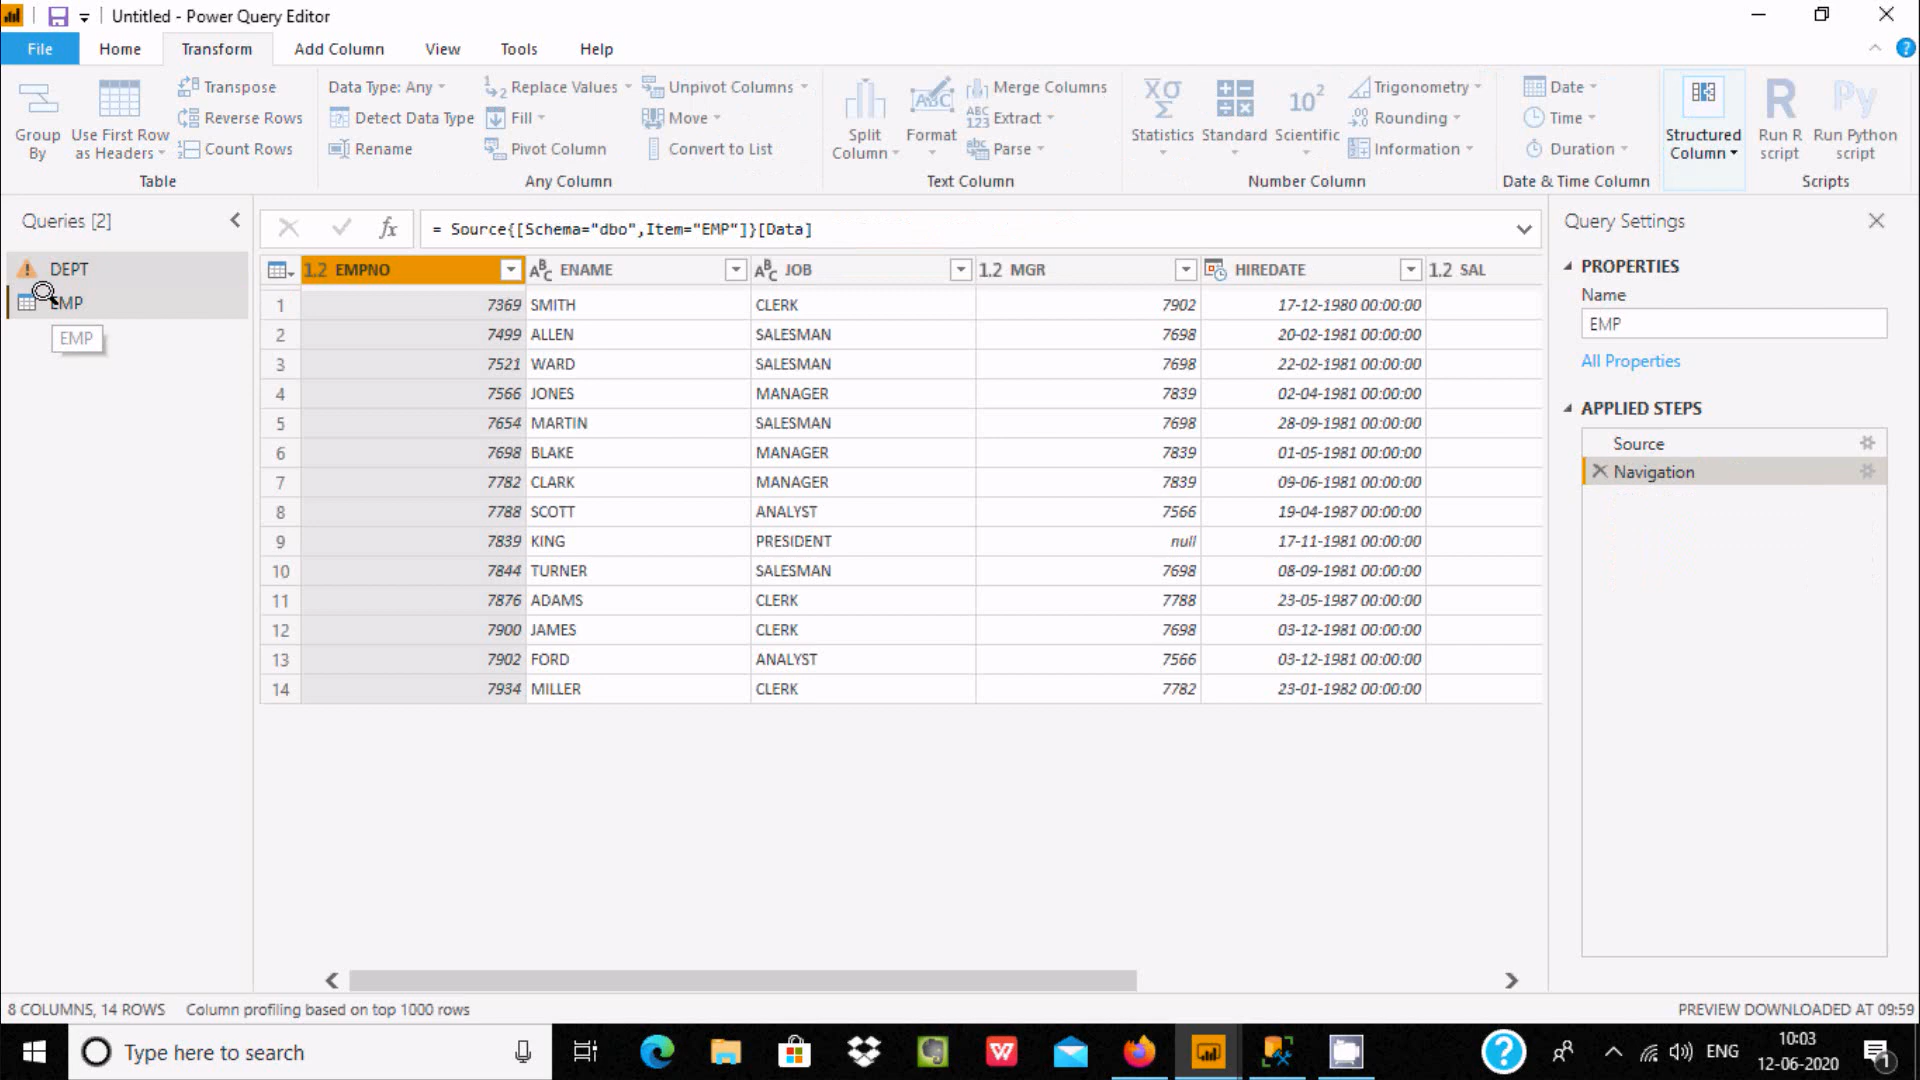 Untitled - Power Query Editor
File Home Transform Add Column View Tools Help
Group By
Use First Row as Headers
Transpose
Reverse Rows
Count Rows
Table
Data Type: Any
Detect Data Type
Rename
Replace Values
Fill
Pivot Column
Unpivot Columns
Move
Convert to List
Any Column
Split Column
Format
ABC
Merge Columns
ABC 123 Extract
abc Parse
Text Column
XΣσ Statistics
Standard
10² Scientific
Trigonometry
.00 Rounding
Information
Number Column
Date
Time
Duration
Date & Time Column
Structured Column
R Run R script
Py Run Python script
Scripts
Queries [2]
DEPT
EMP
EMP
fx = Source{[Schema="dbo",Item="EMP"]}[Data]
1.2 EMPNO ABC ENAME ABC JOB 1.2 MGR HIREDATE 1.2 SAL
1 7369 SMITH CLERK 7902 17-12-1980 00:00:00
2 7499 ALLEN SALESMAN 7698 20-02-1981 00:00:00
3 7521 WARD SALESMAN 7698 22-02-1981 00:00:00
4 7566 JONES MANAGER 7839 02-04-1981 00:00:00
5 7654 MARTIN SALESMAN 7698 28-09-1981 00:00:00
6 7698 BLAKE MANAGER 7839 01-05-1981 00:00:00
7 7782 CLARK MANAGER 7839 09-06-1981 00:00:00
8 7788 SCOTT ANALYST 7566 19-04-1987 00:00:00
9 7839 KING PRESIDENT null 17-11-1981 00:00:00
10 7844 TURNER SALESMAN 7698 08-09-1981 00:00:00
11 7876 ADAMS CLERK 7788 23-05-1987 00:00:00
12 7900 JAMES CLERK 7698 03-12-1981 00:00:00
13 7902 FORD ANALYST 7566 03-12-1981 00:00:00
14 7934 MILLER CLERK 7782 23-01-1982 00:00:00
Query Settings
PROPERTIES
Name
EMP
All Properties
APPLIED STEPS
Source
Navigation
8 COLUMNS, 14 ROWS Column profiling based on top 1000 rows
PREVIEW DOWNLOADED AT 09:59
Type here to search
ENG
10:03
12-06-2020
1